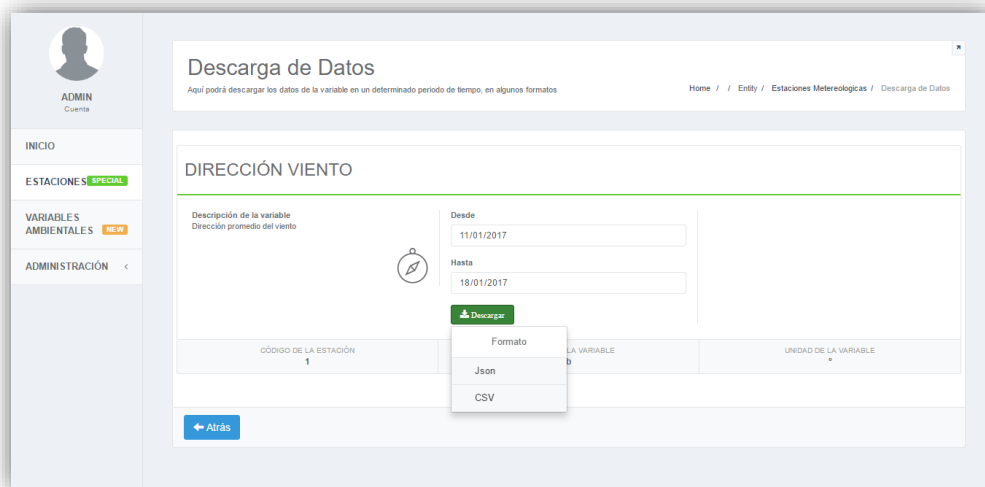 ADMIN
Cuenta
INICIO
ESTACIONES SPECIAL
VARIABLES
AMBIENTALES NEW
ADMINISTRACIÓN <
Descarga de Datos
Aquí podrá descargar los datos de la variable en un determinado periodo de tiempo, en algunos formatos
Home / / Entity / Estaciones Metereologicas / Descarga de Datos
DIRECCIÓN VIENTO
Descripción de la variable
Dirección promedio del viento
Desde
11/01/2017
Hasta
18/01/2017
Descargar
Formato
Json
CSV
CÓDIGO DE LA ESTACIÓN
1
LA VARIABLE
UNIDAD DE LA VARIABLE
°
Atrás